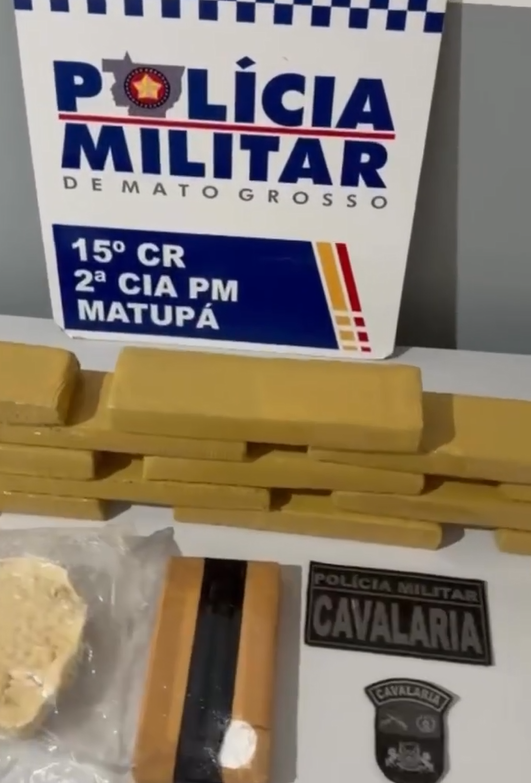 POLÍCIA
MILITAR
DE MATO GROSSO
15º CR
2ª CIA PM
MATUPÁ
POLÍCIA MILITAR
CAVALARIA
CAVALARIA